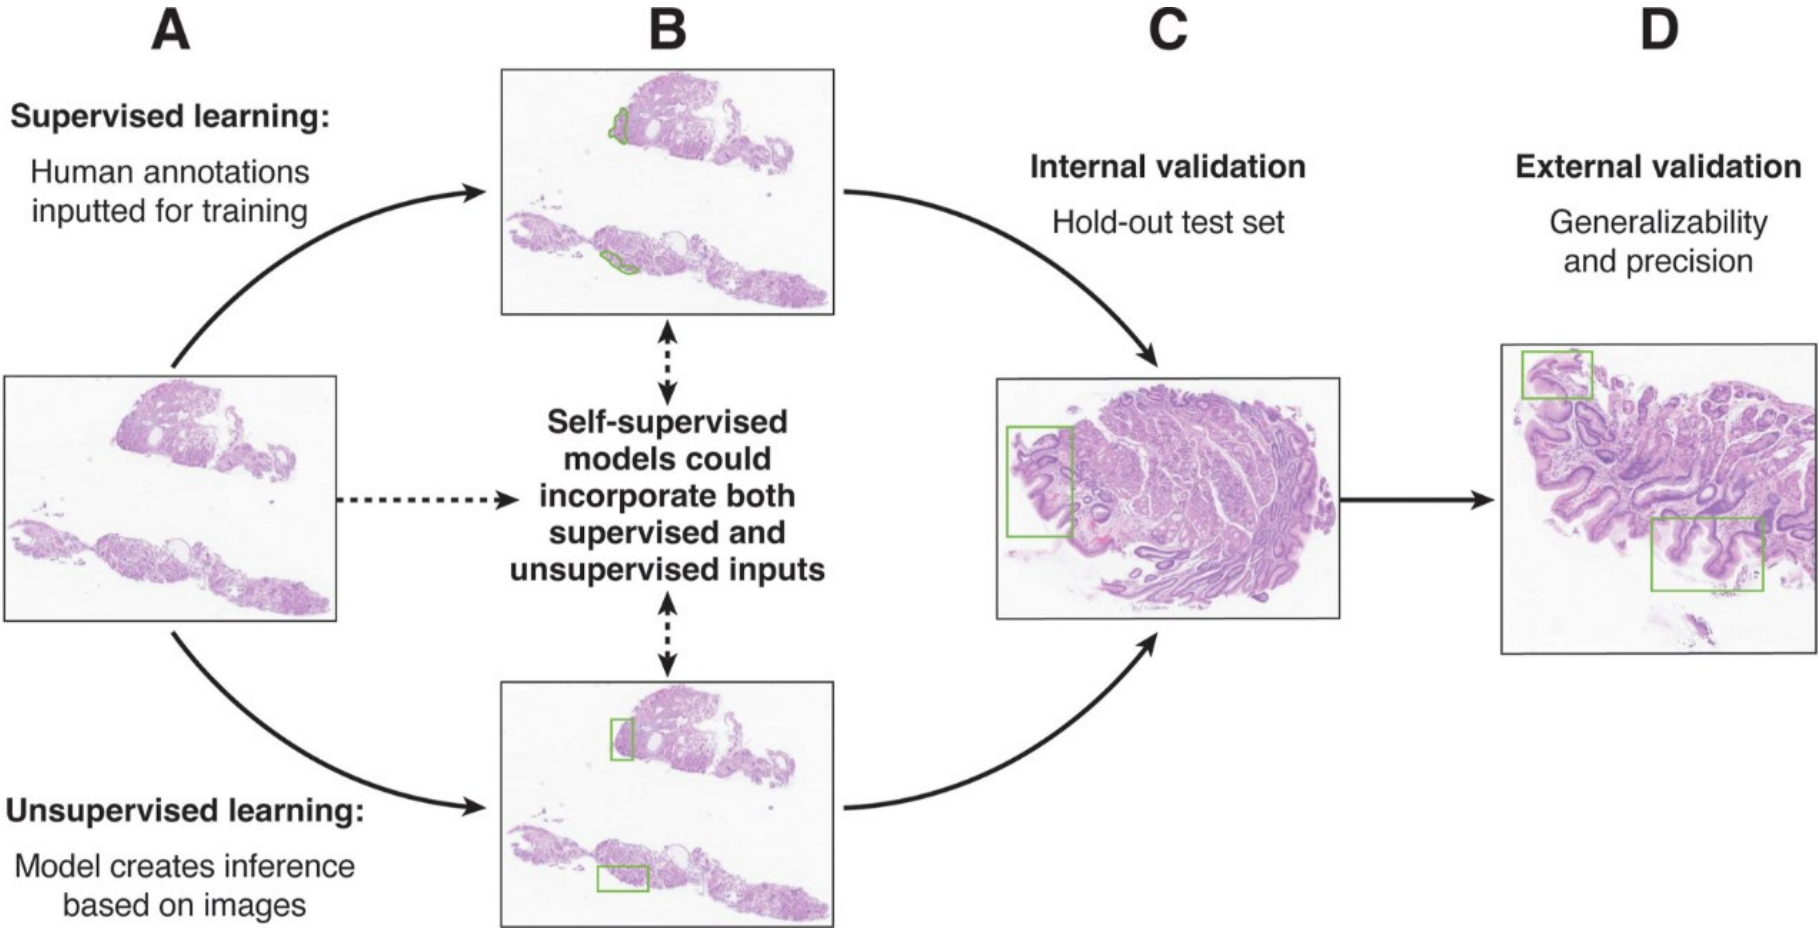 A
B
C
D
Supervised learning:
Human annotations
inputted for training
Internal validation
Hold-out test set
External validation
Generalizability
and precision
Self-supervised
models could
incorporate both
supervised and
unsupervised inputs
Unsupervised learning:
Model creates inference
based on images